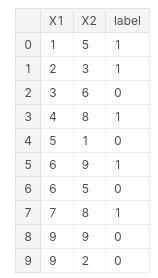 X1 X2 label
0 1 5 1
1 2 3 1
2 3 6 0
3 4 8 1
4 5 1 0
5 6 9 1
6 6 5 0
7 7 8 1
8 9 9 0
9 9 2 0